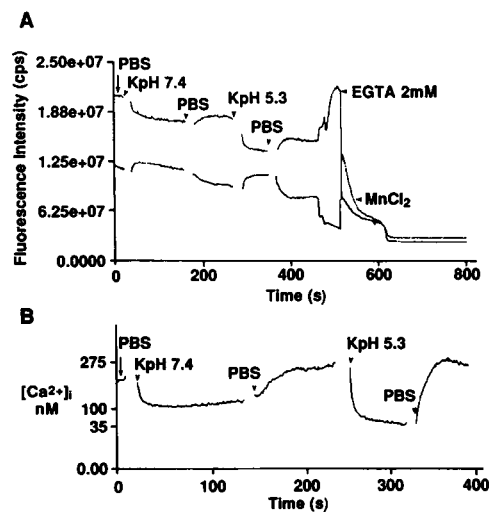 A
Fluorescence Intensity (cps)
2.50e+07
1.88e+07
1.25e+07
6.25e+07
0.0000
PBS
KpH 7.4
PBS
KpH 5.3
PBS
EGTA 2mM
MnCl2
0 200 400 600 800
Time (s)
B
[Ca2+]i
nM
275
100
35
0.00
PBS
KpH 7.4
PBS
KpH 5.3
PBS
0 100 200 300 400
Time (s)